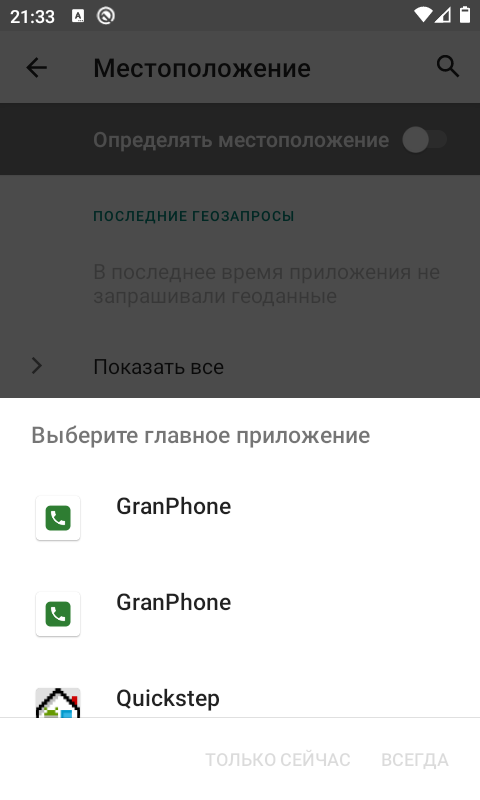 21:33
Местоположение
Определять местоположение
ПОСЛЕДНИЕ ГЕОЗАПРОСЫ
В последнее время приложения не
запрашивали геоданные
Показать все
Выберите главное приложение
GranPhone
GranPhone
Quickstep
ТОЛЬКО СЕЙЧАС ВСЕГДА